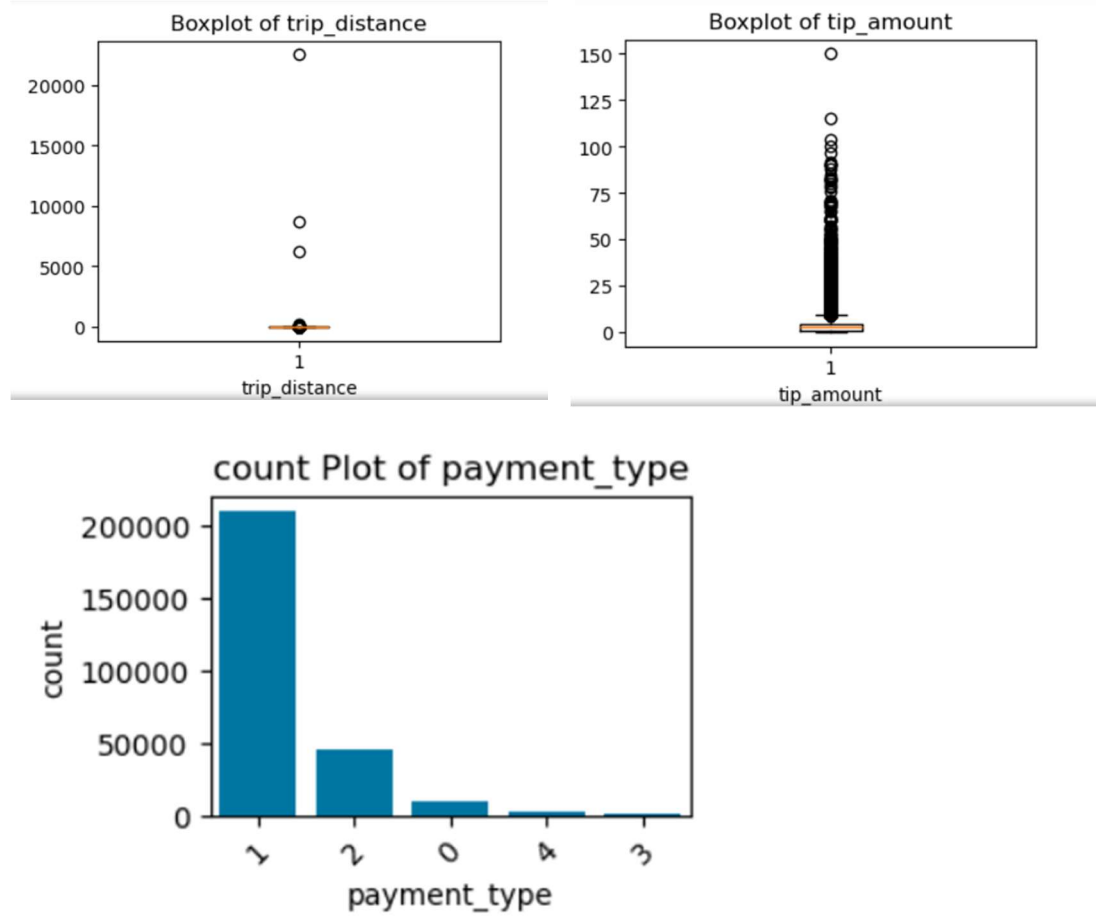 Boxplot of trip_distance
20000
15000
10000
5000
0
1
trip_distance
Boxplot of tip_amount
150
125
100
75
50
25
0
1
tip_amount
count Plot of payment_type
200000
150000
100000
50000
0
count
1 2 0 4 3
payment_type